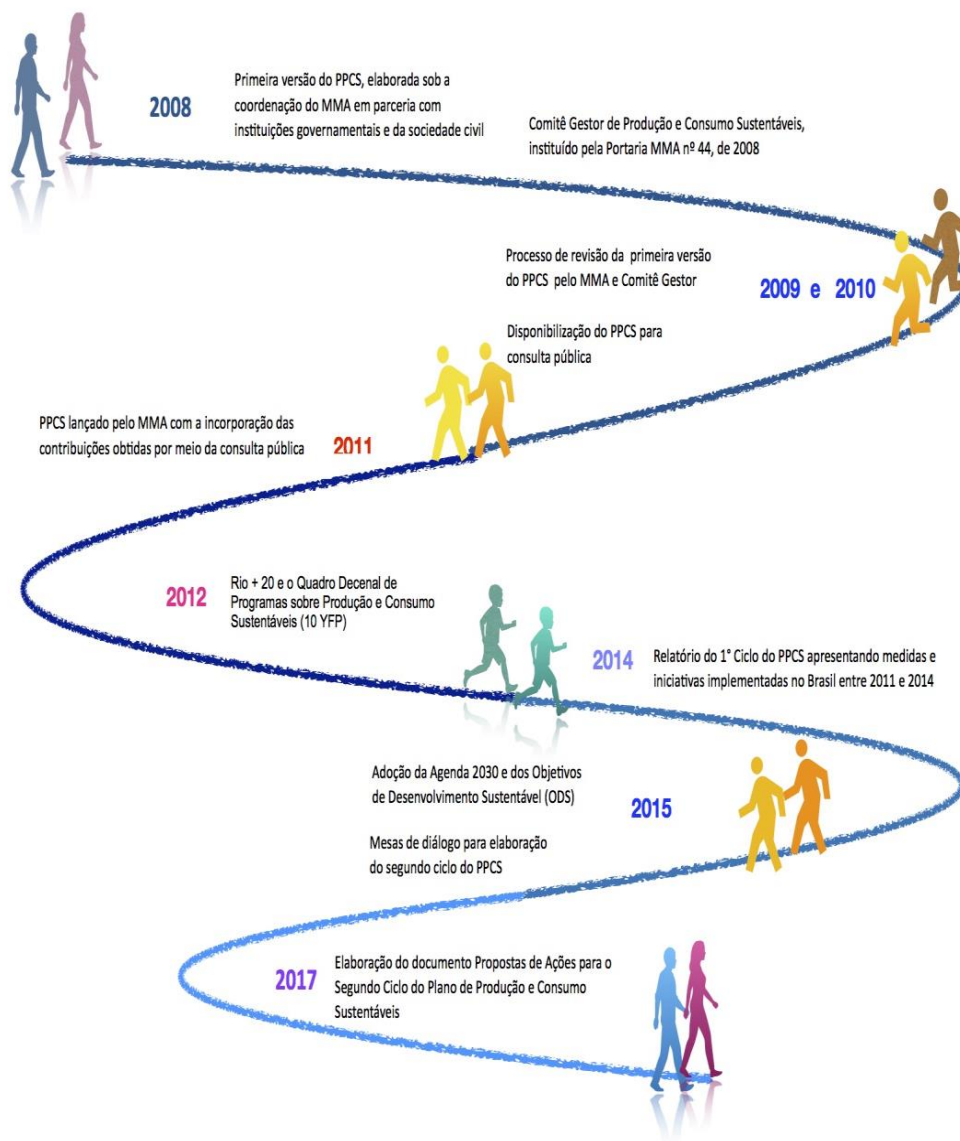 2008
Primeira versão do PPCS, elaborada sob a
coordenação do MMA em parceria com
instituições governamentais e da sociedade civil
Comitê Gestor de Produção e Consumo Sustentáveis,
instituído pela Portaria MMA nº 44, de 2008
Processo de revisão da primeira versão
do PPCS pelo MMA e Comitê Gestor
2009 e 2010
Disponibilização do PPCS para
consulta pública
PPCS lançado pelo MMA com a incorporação das
contribuições obtidas por meio da consulta pública
2011
2012
Rio + 20 e o Quadro Decenal de
Programas sobre Produção e Consumo
Sustentáveis (10 YFP)
2014
Relatório do 1° Ciclo do PPCS apresentando medidas e
iniciativas implementadas no Brasil entre 2011 e 2014
Adoção da Agenda 2030 e dos Objetivos
de Desenvolvimento Sustentável (ODS)
2015
Mesas de diálogo para elaboração
do segundo ciclo do PPCS
2017
Elaboração do documento Propostas de Ações para o
Segundo Ciclo do Plano de Produção e Consumo
Sustentáveis